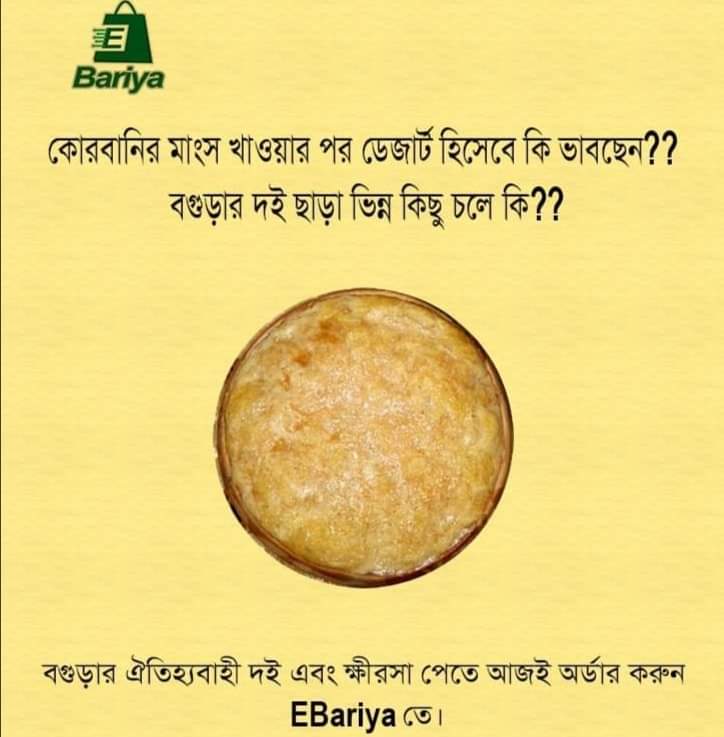 E
Bariya
কোরবানির মাংস খাওয়ার পর ডেজার্ট হিসেবে কি ভাবছেন??
বগুড়ার দই ছাড়া ভিন্ন কিছু চলে কি??
বগুড়ার ঐতিহ্যবাহী দই এবং ক্ষীরসা পেতে আজই অর্ডার করুন
EBariya তে।